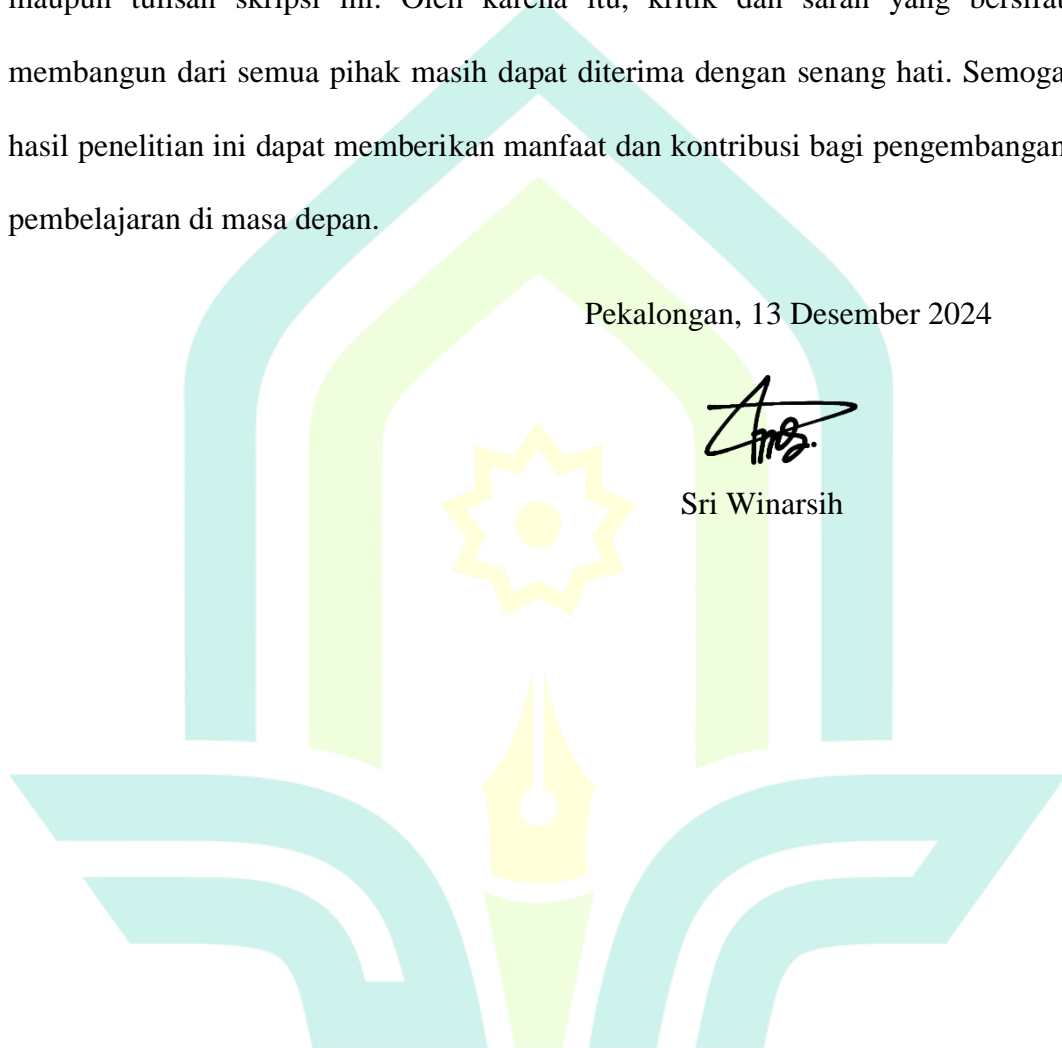 maupun tulisan skripsi ini. Oleh karena itu, kritik dan saran yang bersifat
membangun dari semua pihak masih dapat diterima dengan senang hati. Semoga
hasil penelitian ini dapat memberikan manfaat dan kontribusi bagi pengembangan
pembelajaran di masa depan.
Pekalongan, 13 Desember 2024
Sri Winarsih